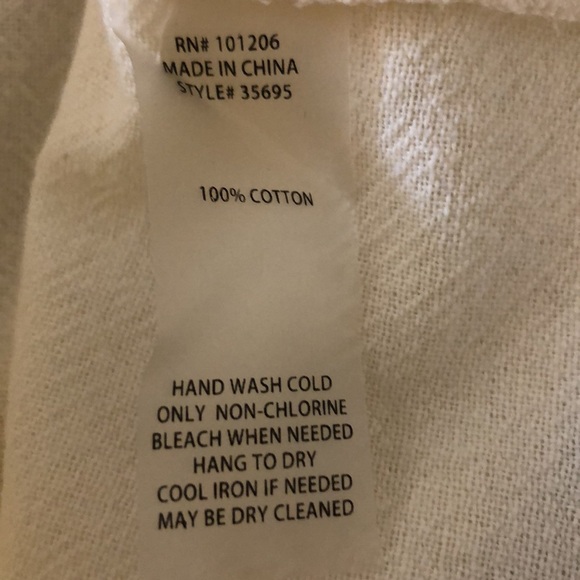 RN# 101206
MADE IN CHINA
STYLE# 35695
100% COTTON
HAND WASH COLD
ONLY NON-CHLORINE
BLEACH WHEN NEEDED
HANG TO DRY
COOL IRON IF NEEDED
MAY BE DRY CLEANED